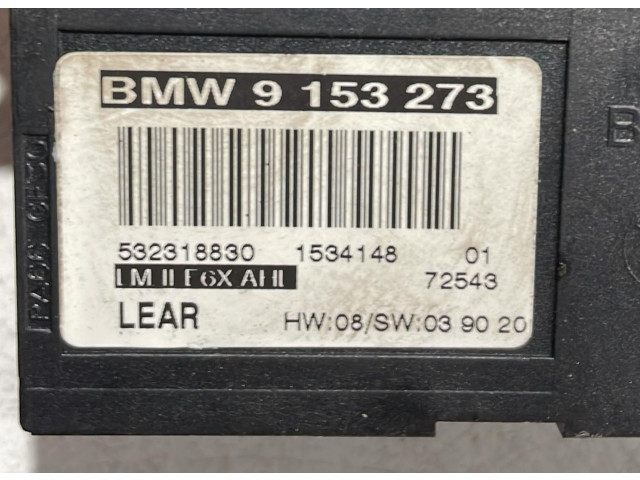 BMW 9 153 273
532318830 1534148 01
LM II E6X AHL 72543
LEAR HW:08/SW:03 90 20
B